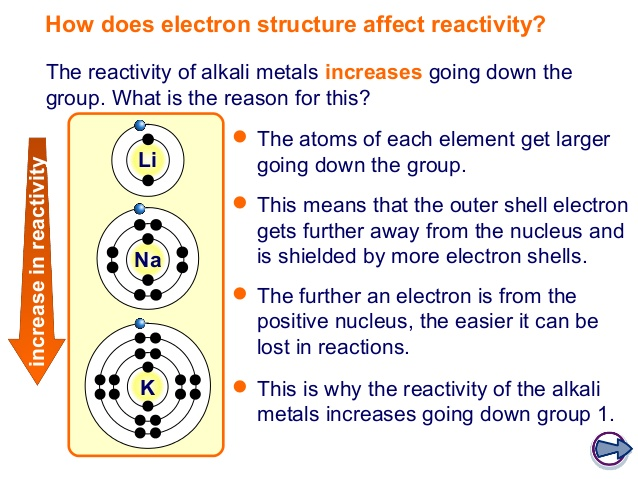 How does electron structure affect reactivity?
The reactivity of alkali metals increases going down the
group. What is the reason for this?
increase in reactivity
Li
Na
K
The atoms of each element get larger
going down the group.
This means that the outer shell electron
gets further away from the nucleus and
is shielded by more electron shells.
The further an electron is from the
positive nucleus, the easier it can be
lost in reactions.
This is why the reactivity of the alkali
metals increases going down group 1.